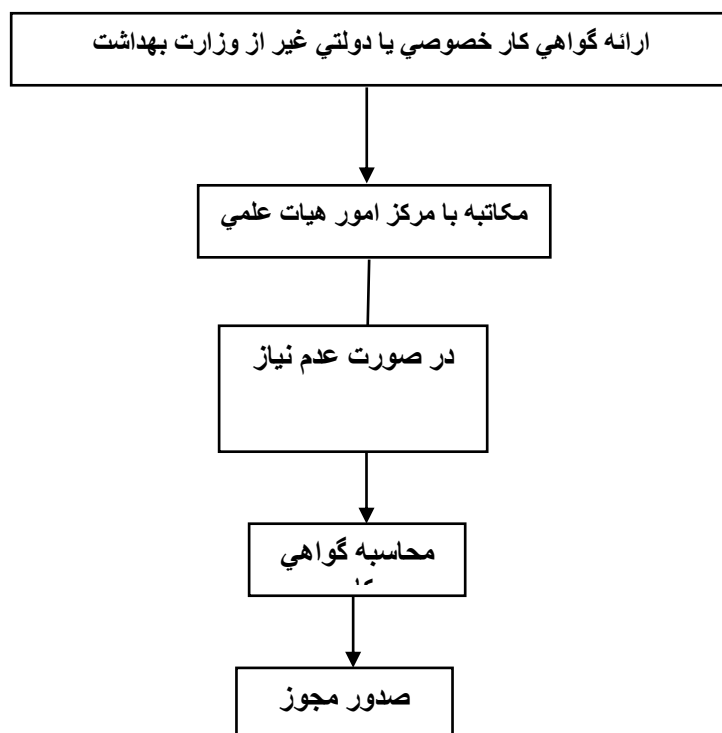 ارائه گواهي كار خصوصي يا دولتي غير از وزارت بهداشت
مكاتبه با مركز امور هيات علمي
در صورت عدم نياز
محاسبه گواهي
صدور مجوز